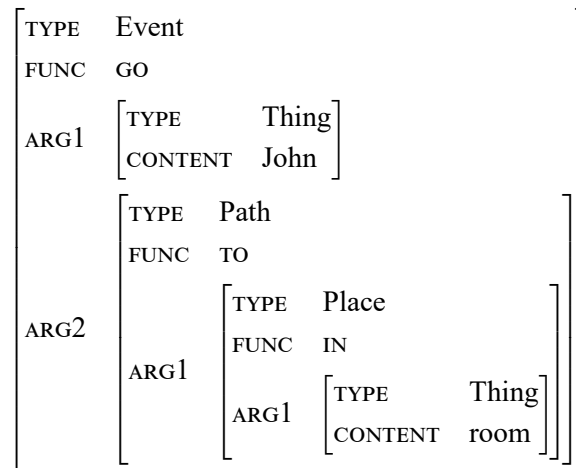 TYPE Event
FUNC GO
ARG1
TYPE Thing
CONTENT John
ARG2
TYPE Path
FUNC TO
ARG1
TYPE Place
FUNC IN
ARG1
TYPE Thing
CONTENT room